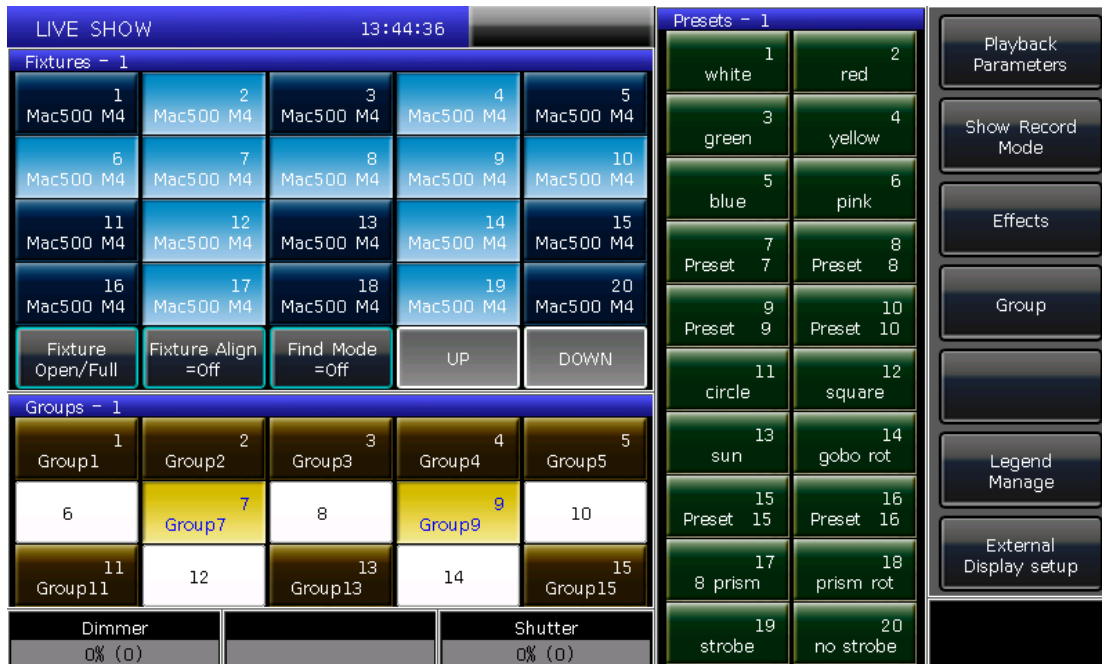 LIVE SHOW 13:44:36
Fixtures - 1
1 2 3 4 5
Mac500 M4 Mac500 M4 Mac500 M4 Mac500 M4 Mac500 M4
6 7 8 9 10
Mac500 M4 Mac500 M4 Mac500 M4 Mac500 M4 Mac500 M4
11 12 13 14 15
Mac500 M4 Mac500 M4 Mac500 M4 Mac500 M4 Mac500 M4
16 17 18 19 20
Mac500 M4 Mac500 M4 Mac500 M4 Mac500 M4 Mac500 M4
Fixture
Open/Full
Fixture Align
=Off
Find Mode
=Off
UP
DOWN
Groups - 1
1 2 3 4 5
Group1 Group2 Group3 Group4 Group5
6
7
Group7
8
9
Group9
10
11
Group11
12
13
Group13
14
15
Group15
Dimmer
0% (0)
Shutter
0% (0)
Presets - 1
1 2
white red
3 4
green yellow
5 6
blue pink
7 8
Preset 7 Preset 8
9 10
Preset 9 Preset 10
11 12
circle square
13 14
sun gobo rot
15 16
Preset 15 Preset 16
17 18
8 prism prism rot
19 20
strobe no strobe
Playback
Parameters
Show Record
Mode
Effects
Group
Legend
Manage
External
Display setup